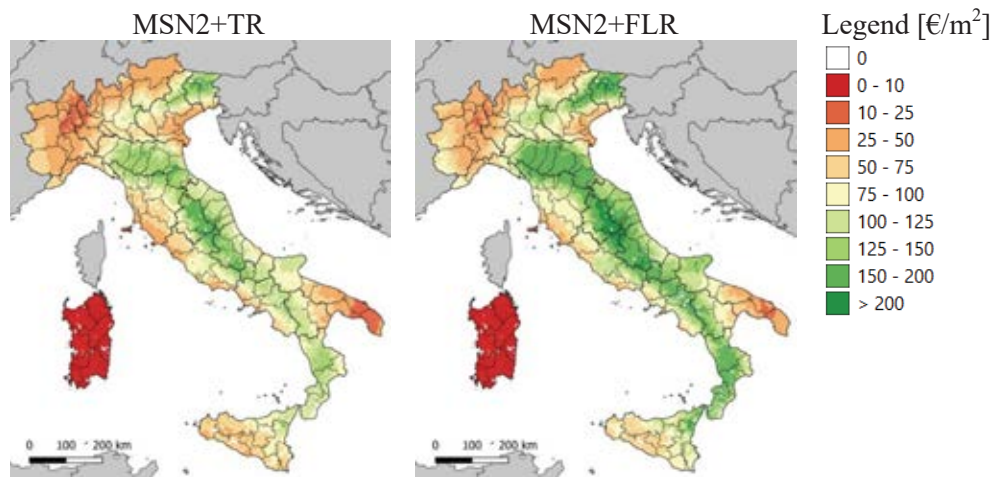 MSN2+TR
MSN2+FLR
Legend [€/m²]
0
0 - 10
10 - 25
25 - 50
50 - 75
75 - 100
100 - 125
125 - 150
150 - 200
> 200
0 100 200 km
0 100 200 km